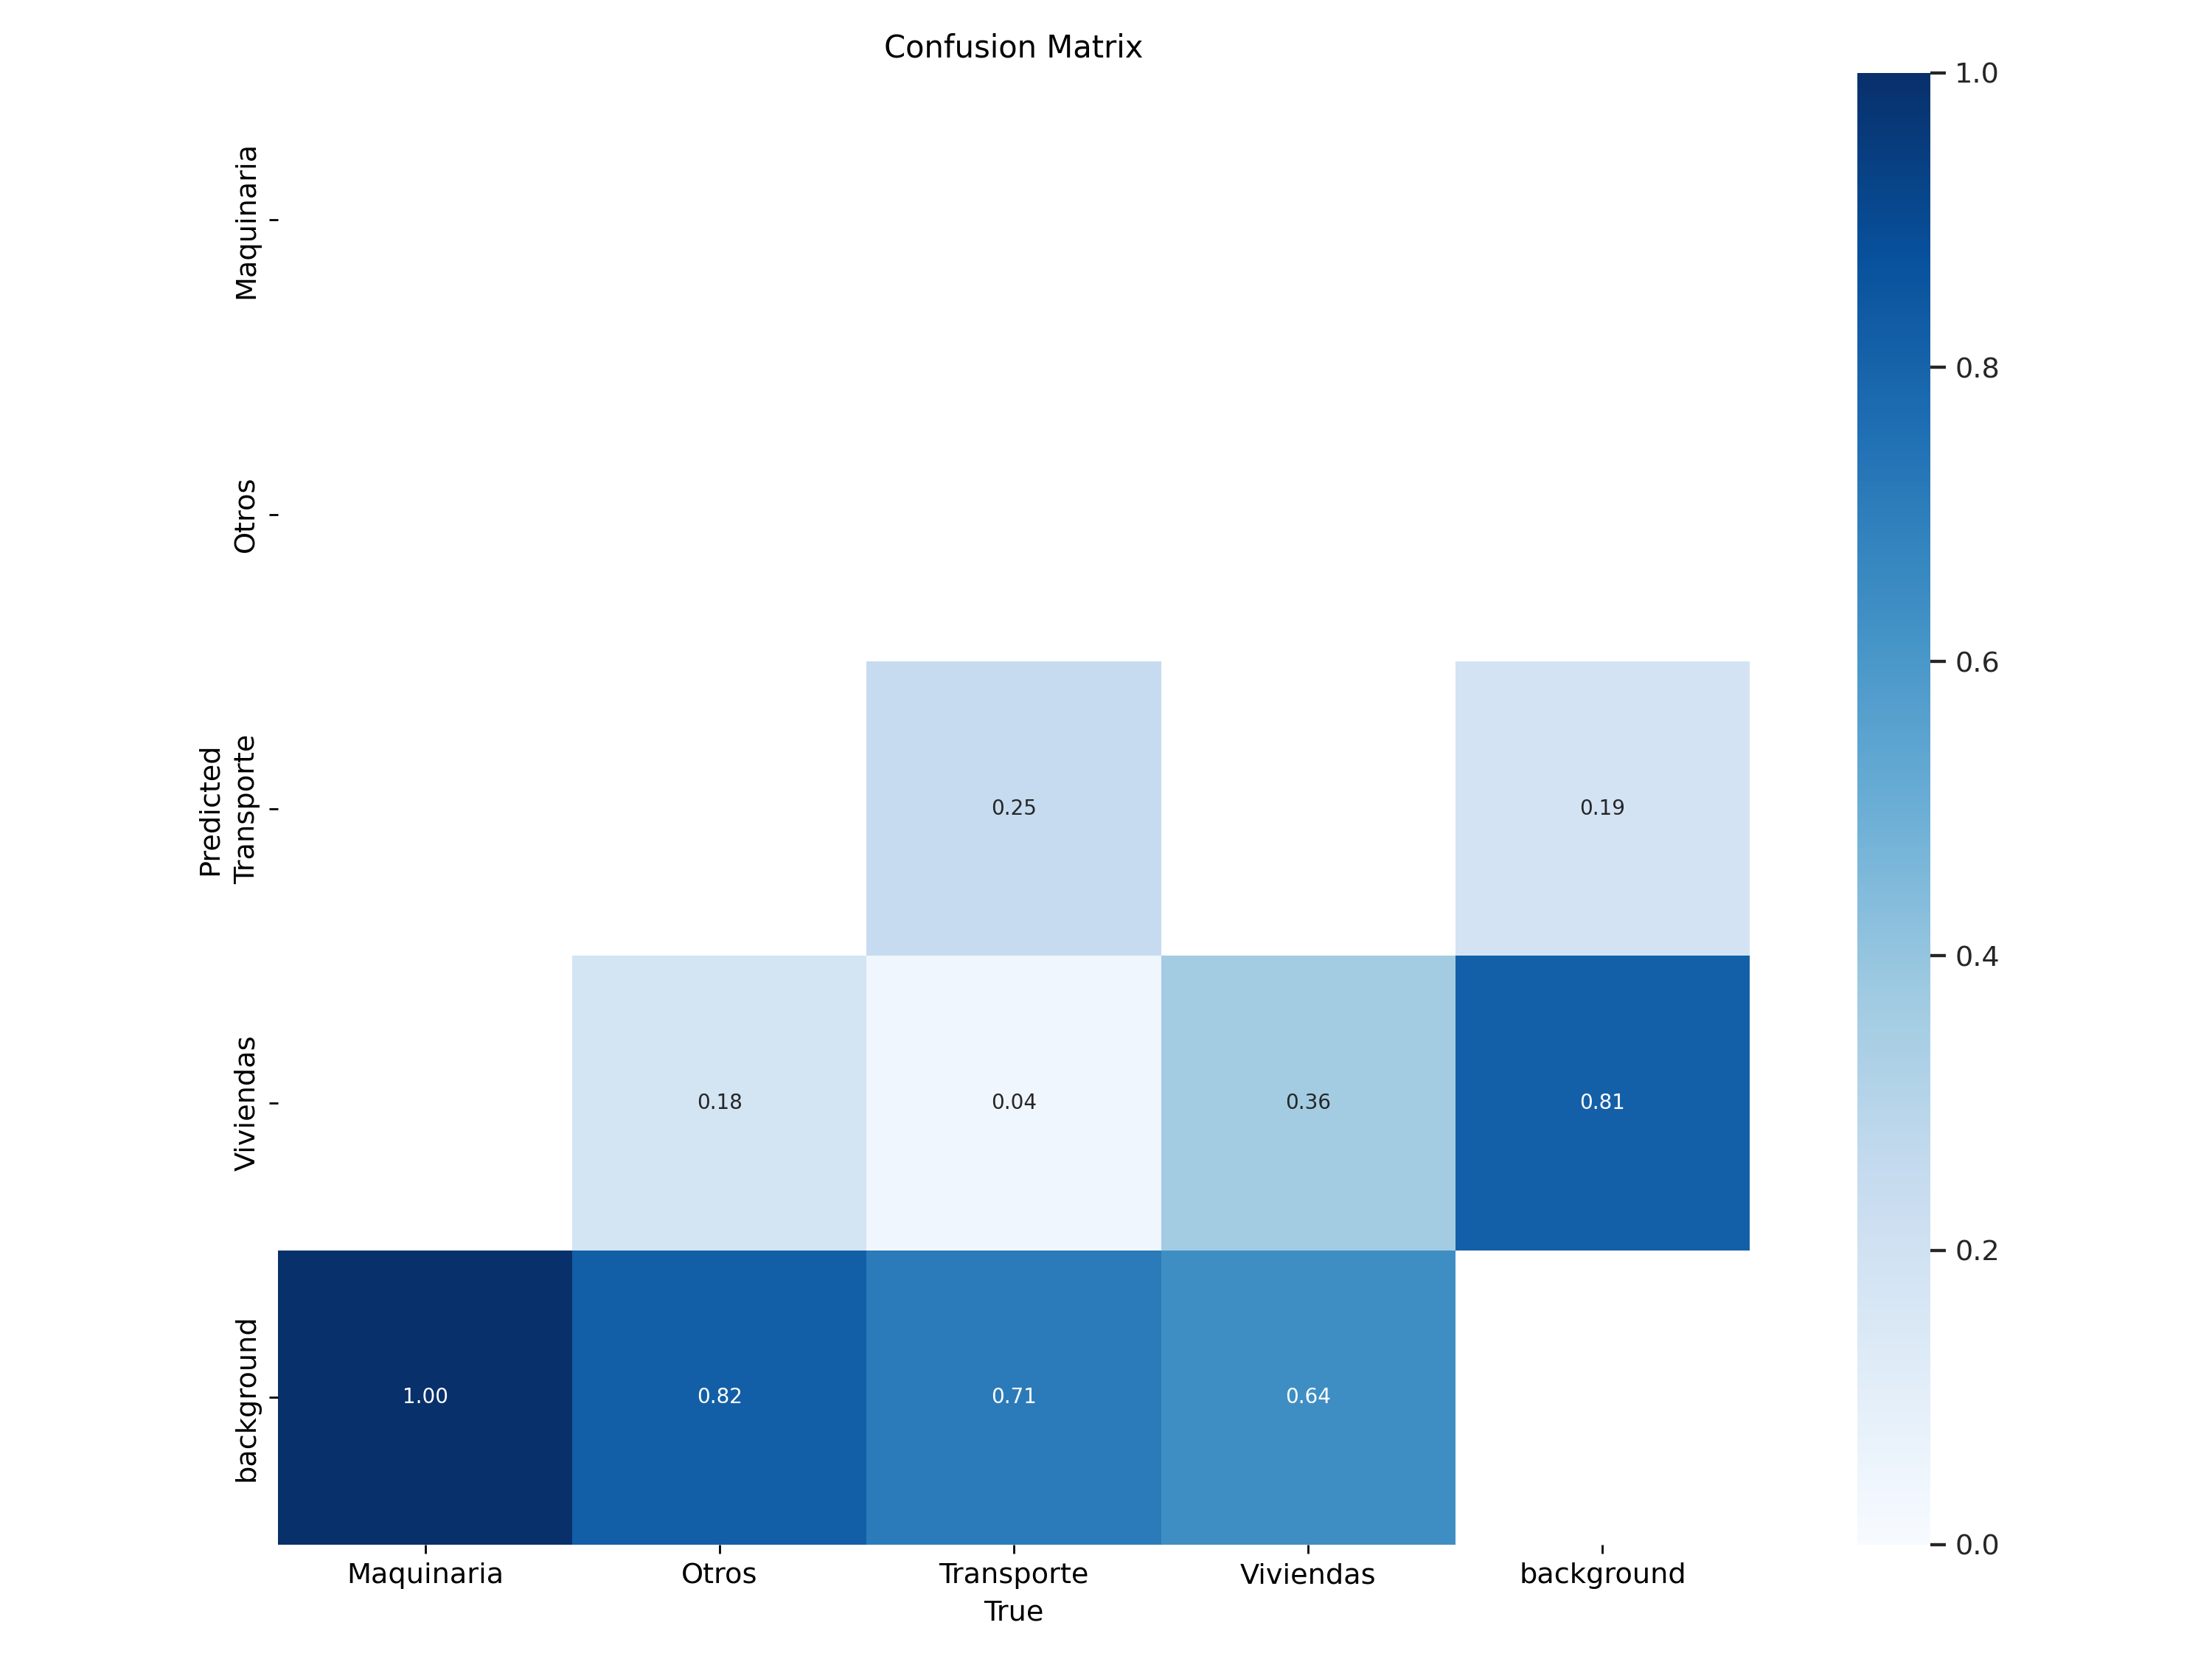 Confusion Matrix
Maquinaria
Otros
Predicted
Transporte
Viviendas
background
0.25
0.19
0.18
0.04
0.36
0.81
1.00
0.82
0.71
0.64
Maquinaria
Otros
Transporte
Viviendas
background
True
1.0
0.8
0.6
0.4
0.2
0.0